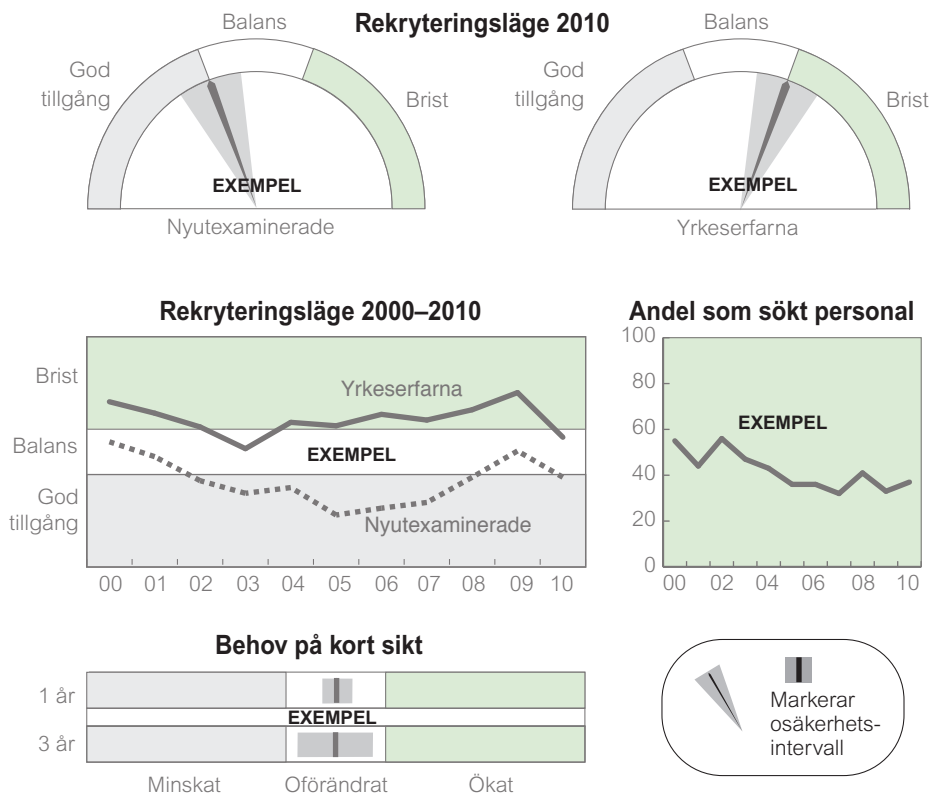 Rekryteringsläge 2010
Balans
God
tillgång
Brist
EXEMPEL
Nyutexaminerade
Balans
God
tillgång
Brist
EXEMPEL
Yrkeserfarna
Rekryteringsläge 2000–2010
Brist
Balans
God
tillgång
Yrkeserfarna
EXEMPEL
Nyutexaminerade
00 01 02 03 04 05 06 07 08 09 10
Andel som sökt personal
100
80
60
40
20
0
EXEMPEL
00 02 04 06 08 10
Behov på kort sikt
1 år
EXEMPEL
3 år
Minskat Oförändrat Ökat
Markerar
osäkerhets-
intervall